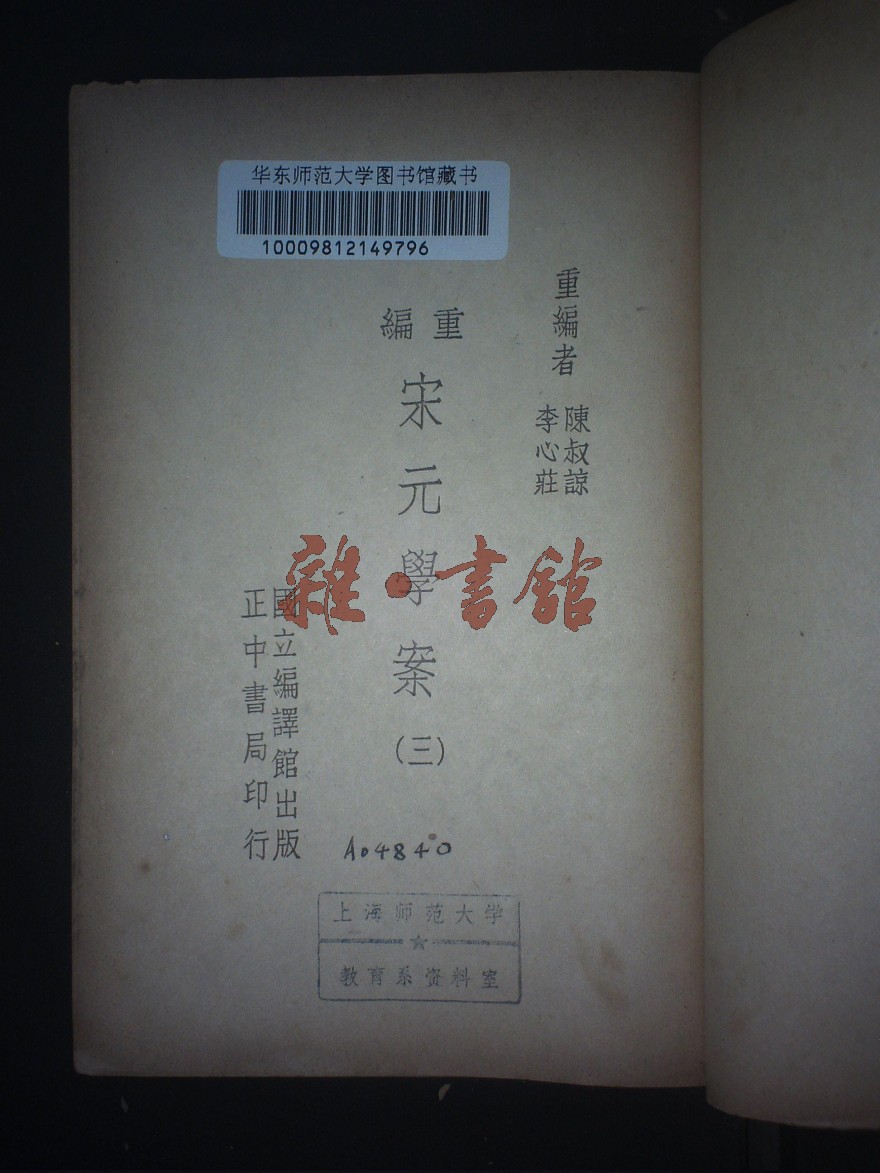 华东师范大学图书馆藏书
10009812149796
重編者
陳叔諒
李心莊
重編
宋元學案(三)
國立編譯館出版
正中書局印行
雜·書館
A04840
上海师范大学
教育系资料室